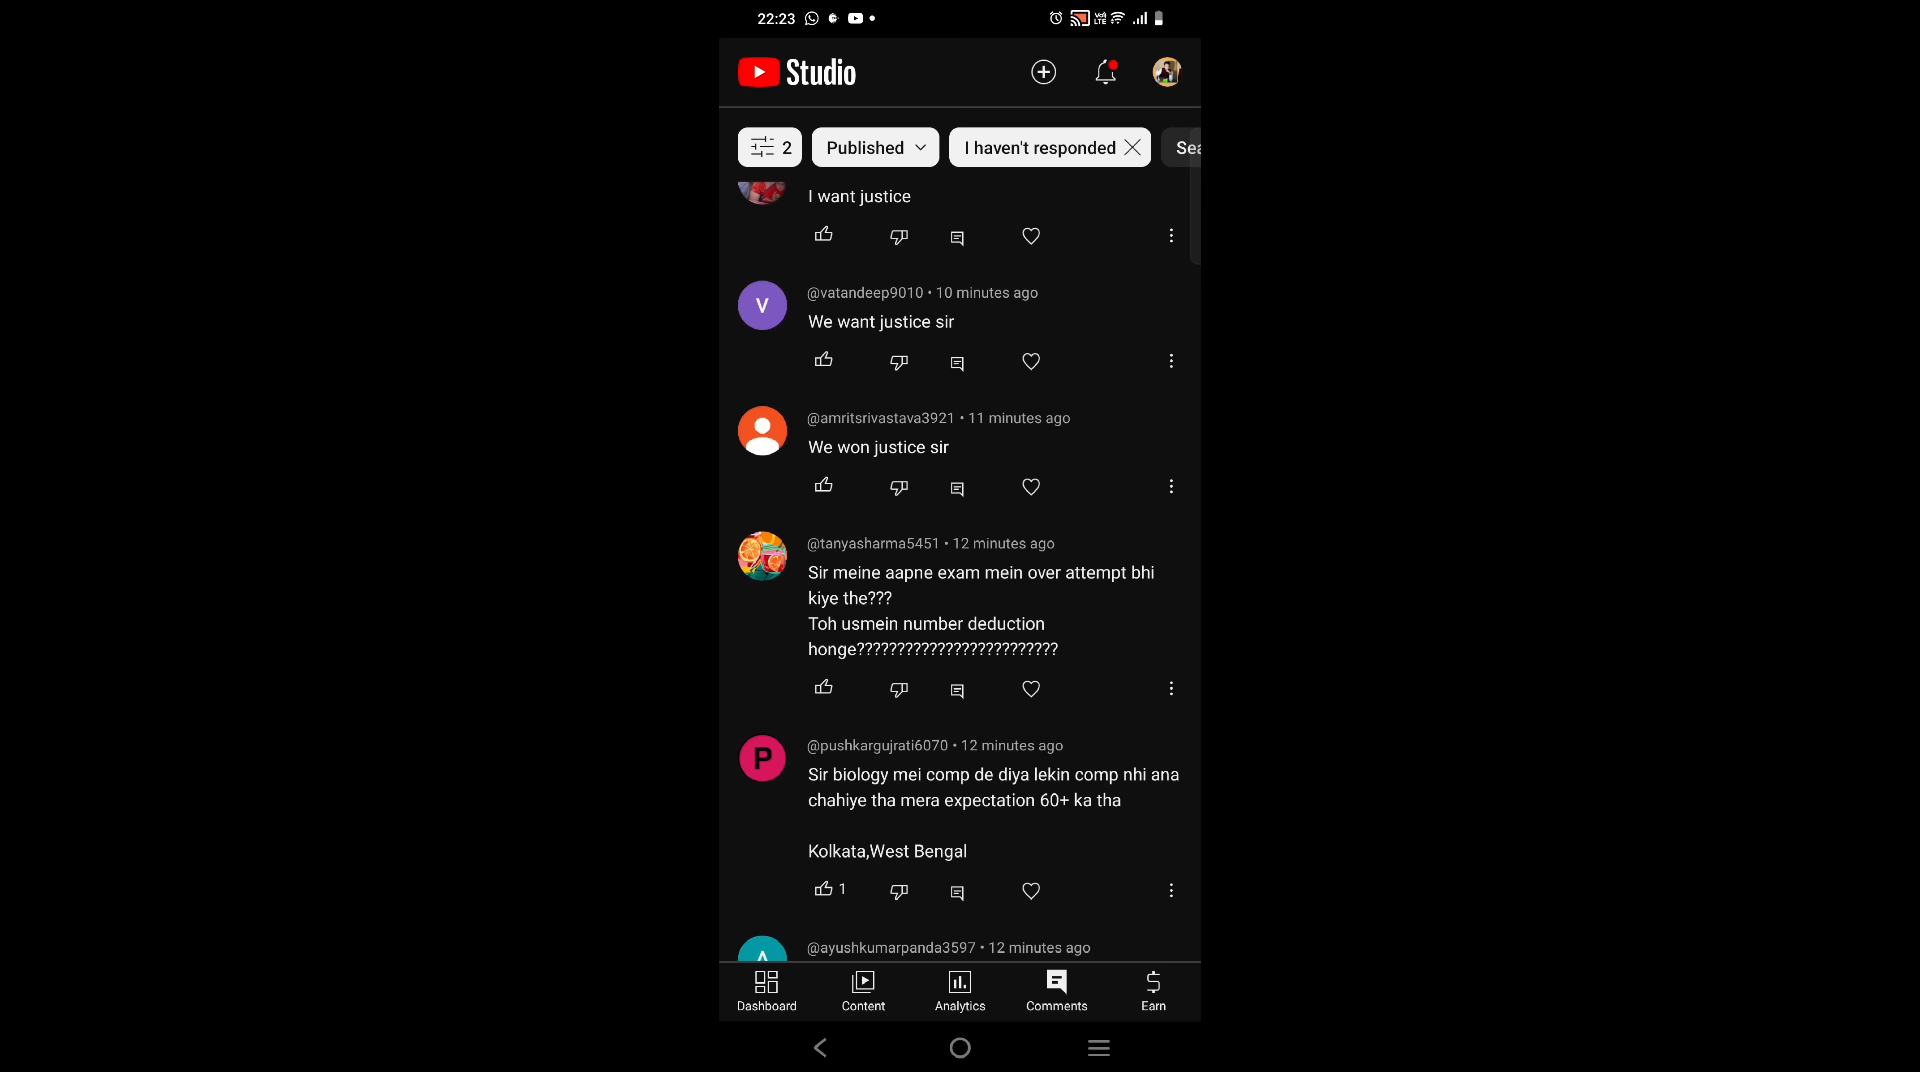 22:23
Studio
2 Published I haven't responded Sea
I want justice
V
@vatandeep9010 • 10 minutes ago
We want justice sir
@amritsrivastava3921 • 11 minutes ago
We won justice sir
@tanyasharma5451 • 12 minutes ago
Sir meine aapne exam mein over attempt bhi
kiye the???
Toh usmein number deduction
honge?????????????????????????
P
@pushkargujrati6070 • 12 minutes ago
Sir biology mei comp de diya lekin comp nhi ana
chahiye tha mera expectation 60+ ka tha
Kolkata,West Bengal
1
A
@ayushkumarpanda3597 • 12 minutes ago
Dashboard Content Analytics Comments Earn